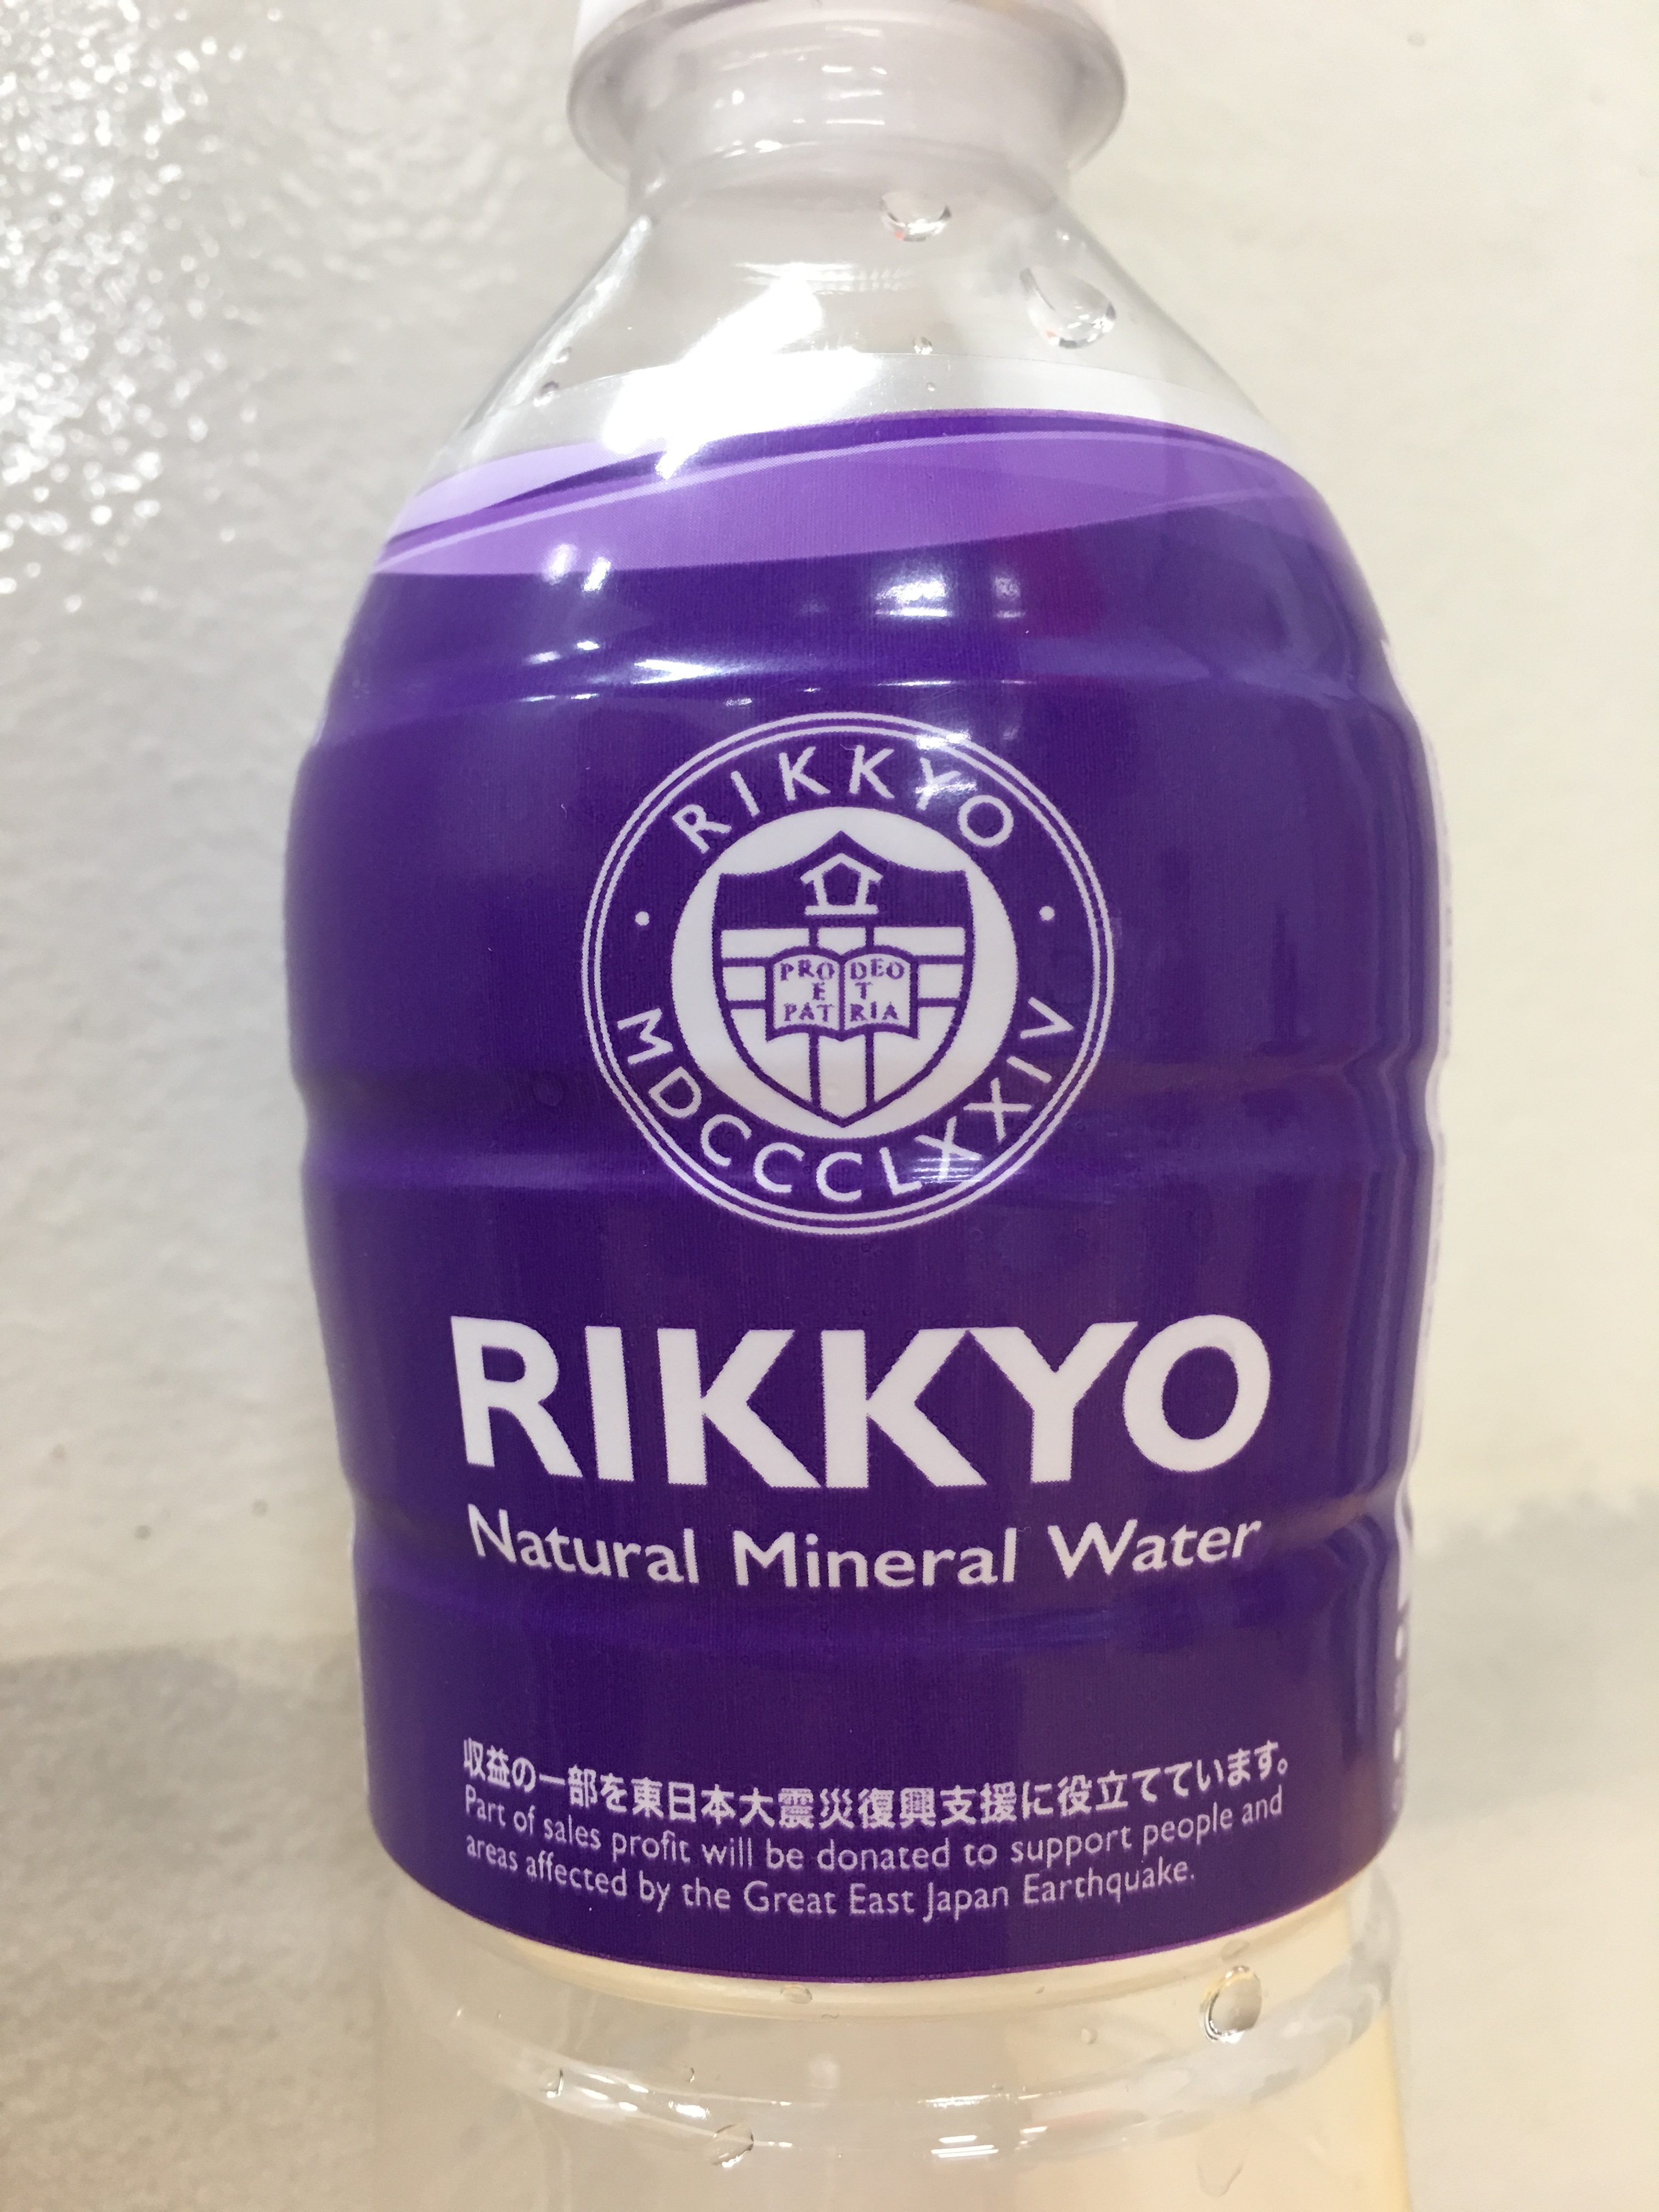 RIKKYO
PRO DEO
E T
PAT RIA
MDCCCLXXIV
RIKKYO
Natural Mineral Water
収益の一部を東日本大震災復興支援に役立てています。
Part of sales profit will be donated to support people and
areas affected by the Great East Japan Earthquake.